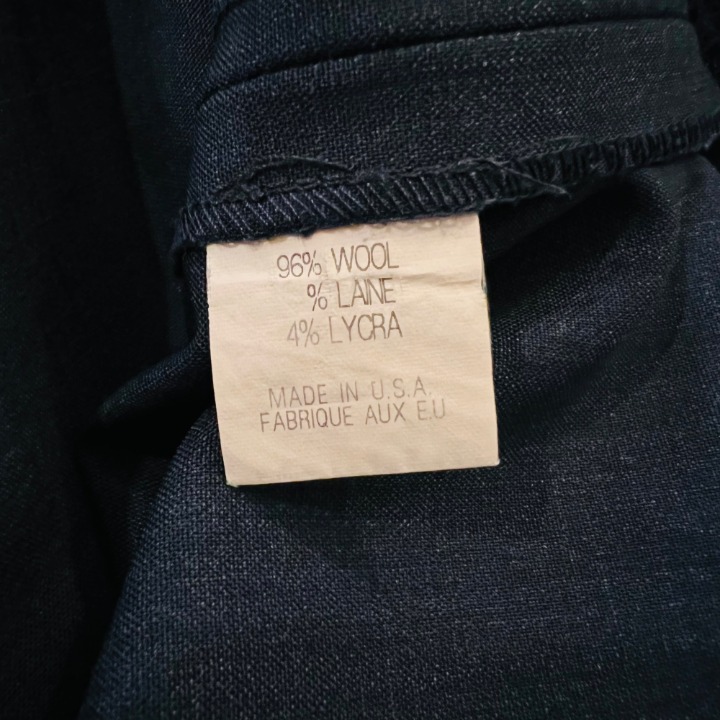 96% WOOL
% LAINE
4% LYCRA
MADE IN U.S.A.
FABRIQUE AUX E.U